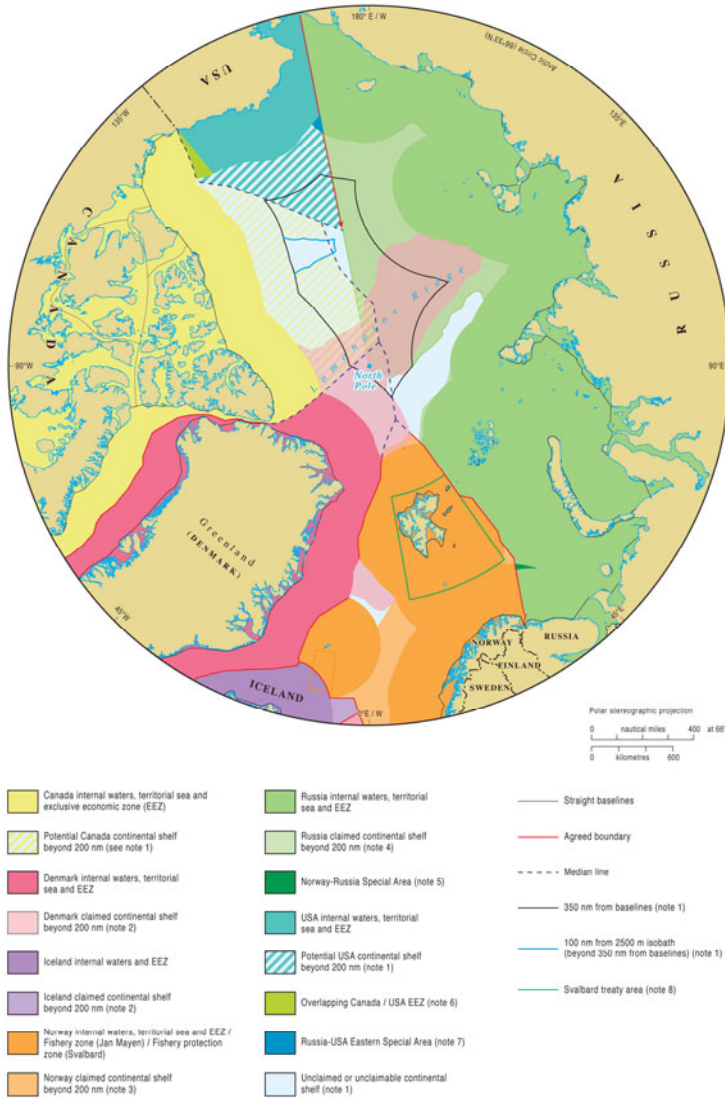 180° E / W
Arctic Circle (66°33'N)
USA
135°W
135°E
CANADA
RUSSIA
Lomonosov Ridge
90°W
North
Pole
90°E
Greenland
(DENMARK)
45°W
45°E
NORWAY
RUSSIA
FINLAND
SWEDEN
ICELAND
0°E / W
Polar stereographic projection
0 nautical miles 400 at 66°
0 kilometres 600
Canada internal waters, territorial sea and
exclusive economic zone (EEZ)
Potential Canada continental shelf
beyond 200 nm (see note 1)
Denmark internal waters, territorial
sea and EEZ
Denmark claimed continental shelf
beyond 200 nm (note 2)
Iceland internal waters and EEZ
Iceland claimed continental shelf
beyond 200 nm (note 2)
Norway internal waters, territorial sea and EEZ /
Fishery zone (Jan Mayen) / Fishery protection
zone (Svalbard)
Norway claimed continental shelf
beyond 200 nm (note 3)
Russia internal waters, territorial
sea and EEZ
Russia claimed continental shelf
beyond 200 nm (note 4)
Norway-Russia Special Area (note 5)
USA internal waters, territorial
sea and EEZ
Potential USA continental shelf
beyond 200 nm (note 1)
Overlapping Canada / USA EEZ (note 6)
Russia-USA Eastern Special Area (note 7)
Unclaimed or unclaimable continental
shelf (note 1)
Straight baselines
Agreed boundary
Median line
350 nm from baselines (note 1)
100 nm from 2500 m isobath
(beyond 350 nm from baselines) (note 1)
Svalbard treaty area (note 8)